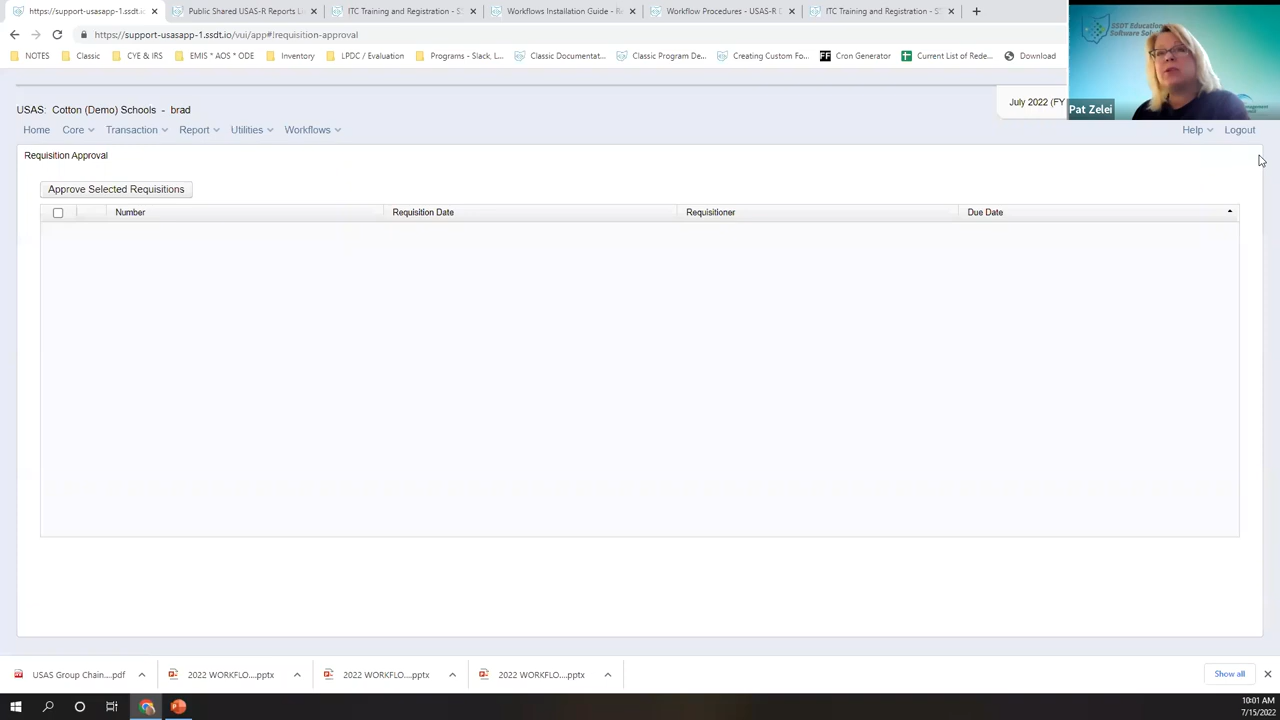 https://support-usasapp-1.ssdt.ic
Public Shared USAS-R Reports Li
ITC Training and Registration - S
Workflows Installation Guide - R
Workflow Procedures - USAS-R D
ITC Training and Registration - S
https://support-usasapp-1.ssdt.io/vui/app#!requisition-approval
NOTES
Classic
CYE & IRS
EMIS * AOS * ODE
Inventory
LPDC / Evaluation
Programs - Slack, L...
Classic Documentat...
Classic Program De...
Creating Custom Fo...
Cron Generator
Current List of Rede...
Download
SSDT Education
Software Solu
Pat Zelei
USAS: Cotton (Demo) Schools - brad
July 2022 (FY
Home
Core
Transaction
Report
Utilities
Workflows
Help
Logout
Requisition Approval
Approve Selected Requisitions
Number
Requisition Date
Requisitioner
Due Date
USAS Group Chain....pdf
2022 WORKFLO....pptx
2022 WORKFLO....pptx
2022 WORKFLO....pptx
Show all
10:01 AM
7/15/2022